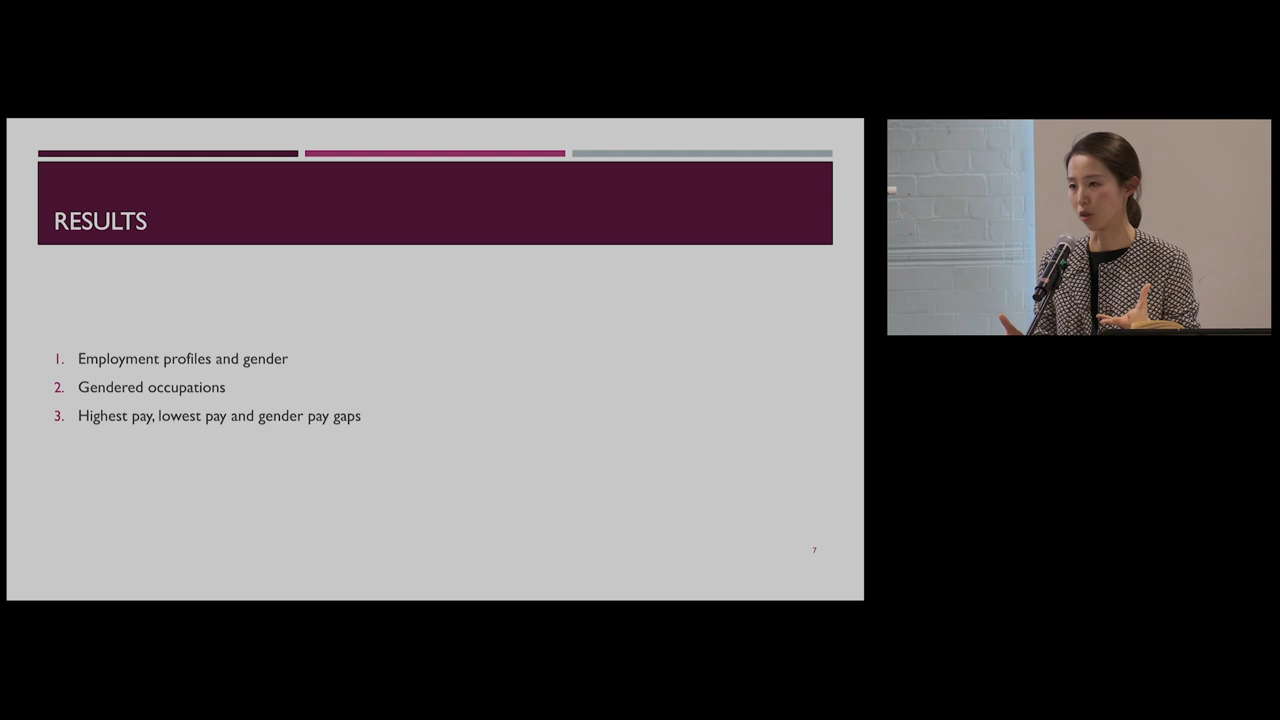 RESULTS
1. Employment profiles and gender
2. Gendered occupations
3. Highest pay, lowest pay and gender pay gaps
7